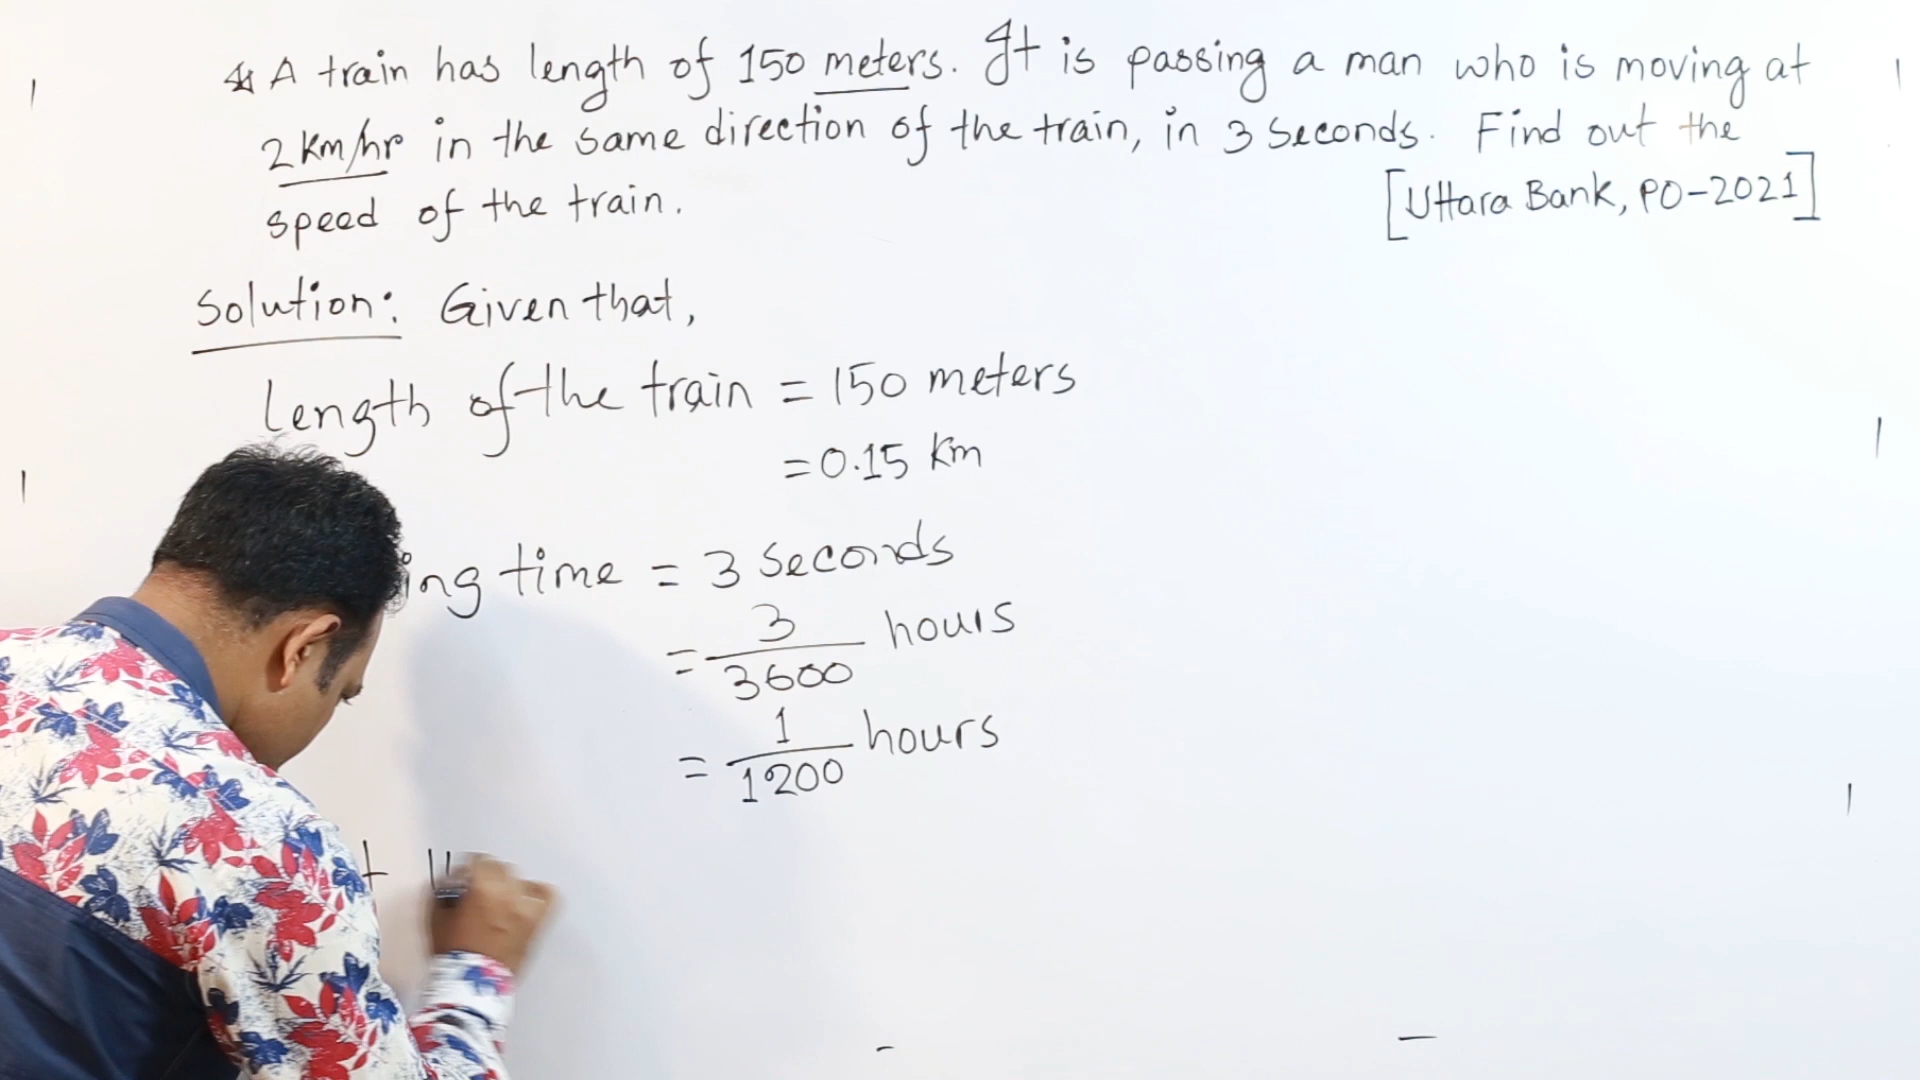 A train has length of 150 meters. It is passing a man who is moving at
2 km/hr in the same direction of the train, in 3 seconds. Find out the
speed of the train.
[Uttara Bank, PO-2021]
Solution: Given that,
Length of the train = 150 meters
= 0.15 km
time = 3 seconds
= 3/3600 hours
= 1/1200 hours